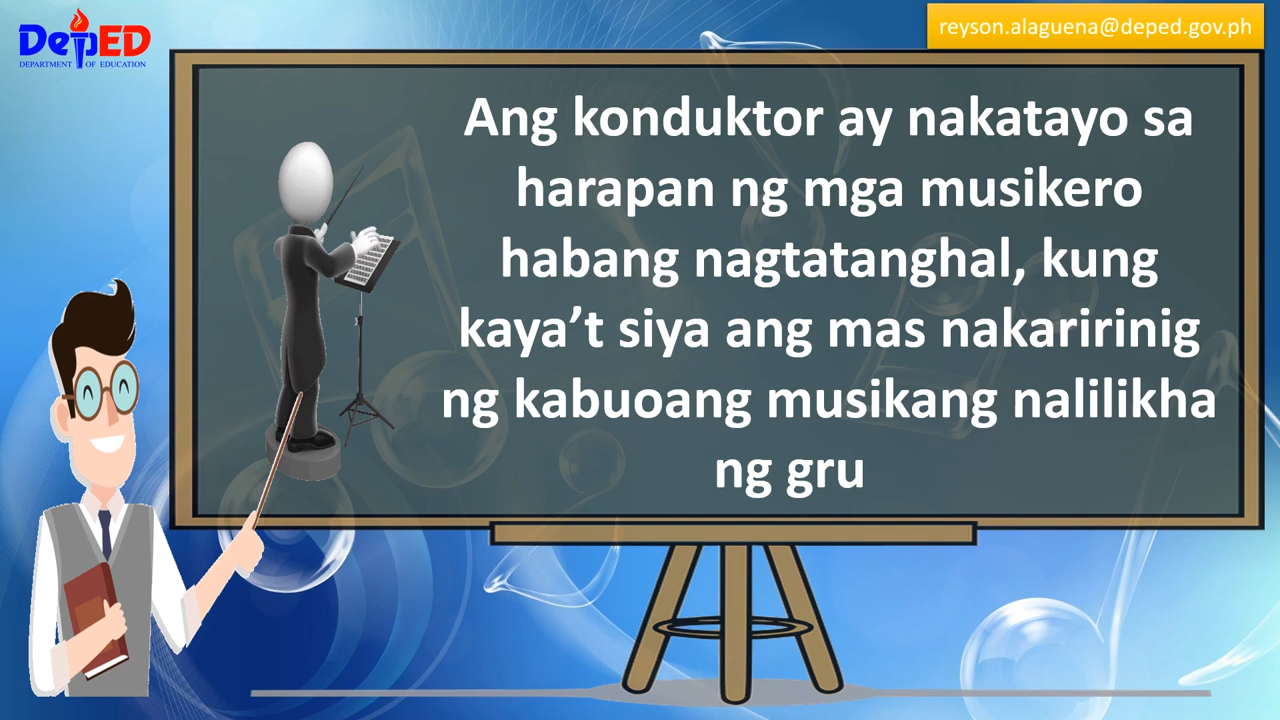 DepED
DEPARTMENT OF EDUCATION
reyson.alaguena@deped.gov.ph
Ang konduktor ay nakatayo sa
harapan ng mga musikero
habang nagtatanghal, kung
kaya’t siya ang mas nakaririnig
ng kabuoang musikang nalilikha
ng gru